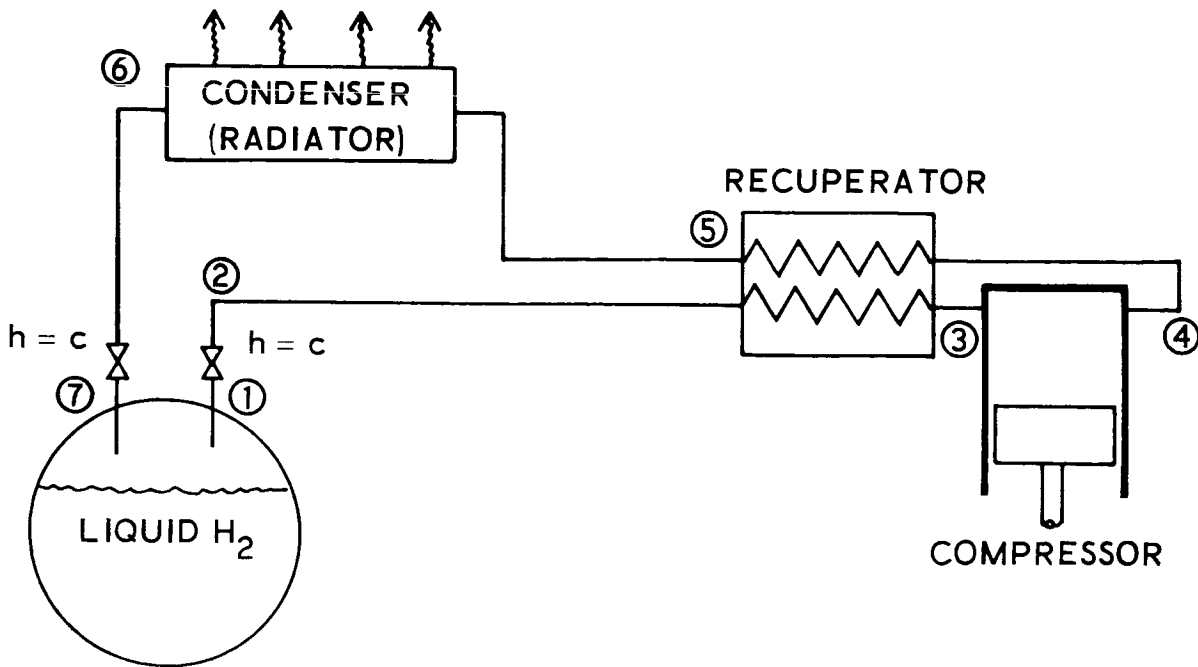 ⑥
CONDENSER
(RADIATOR)
RECUPERATOR
⑤
②
③
④
h = c
h = c
⑦
①
LIQUID H₂
COMPRESSOR